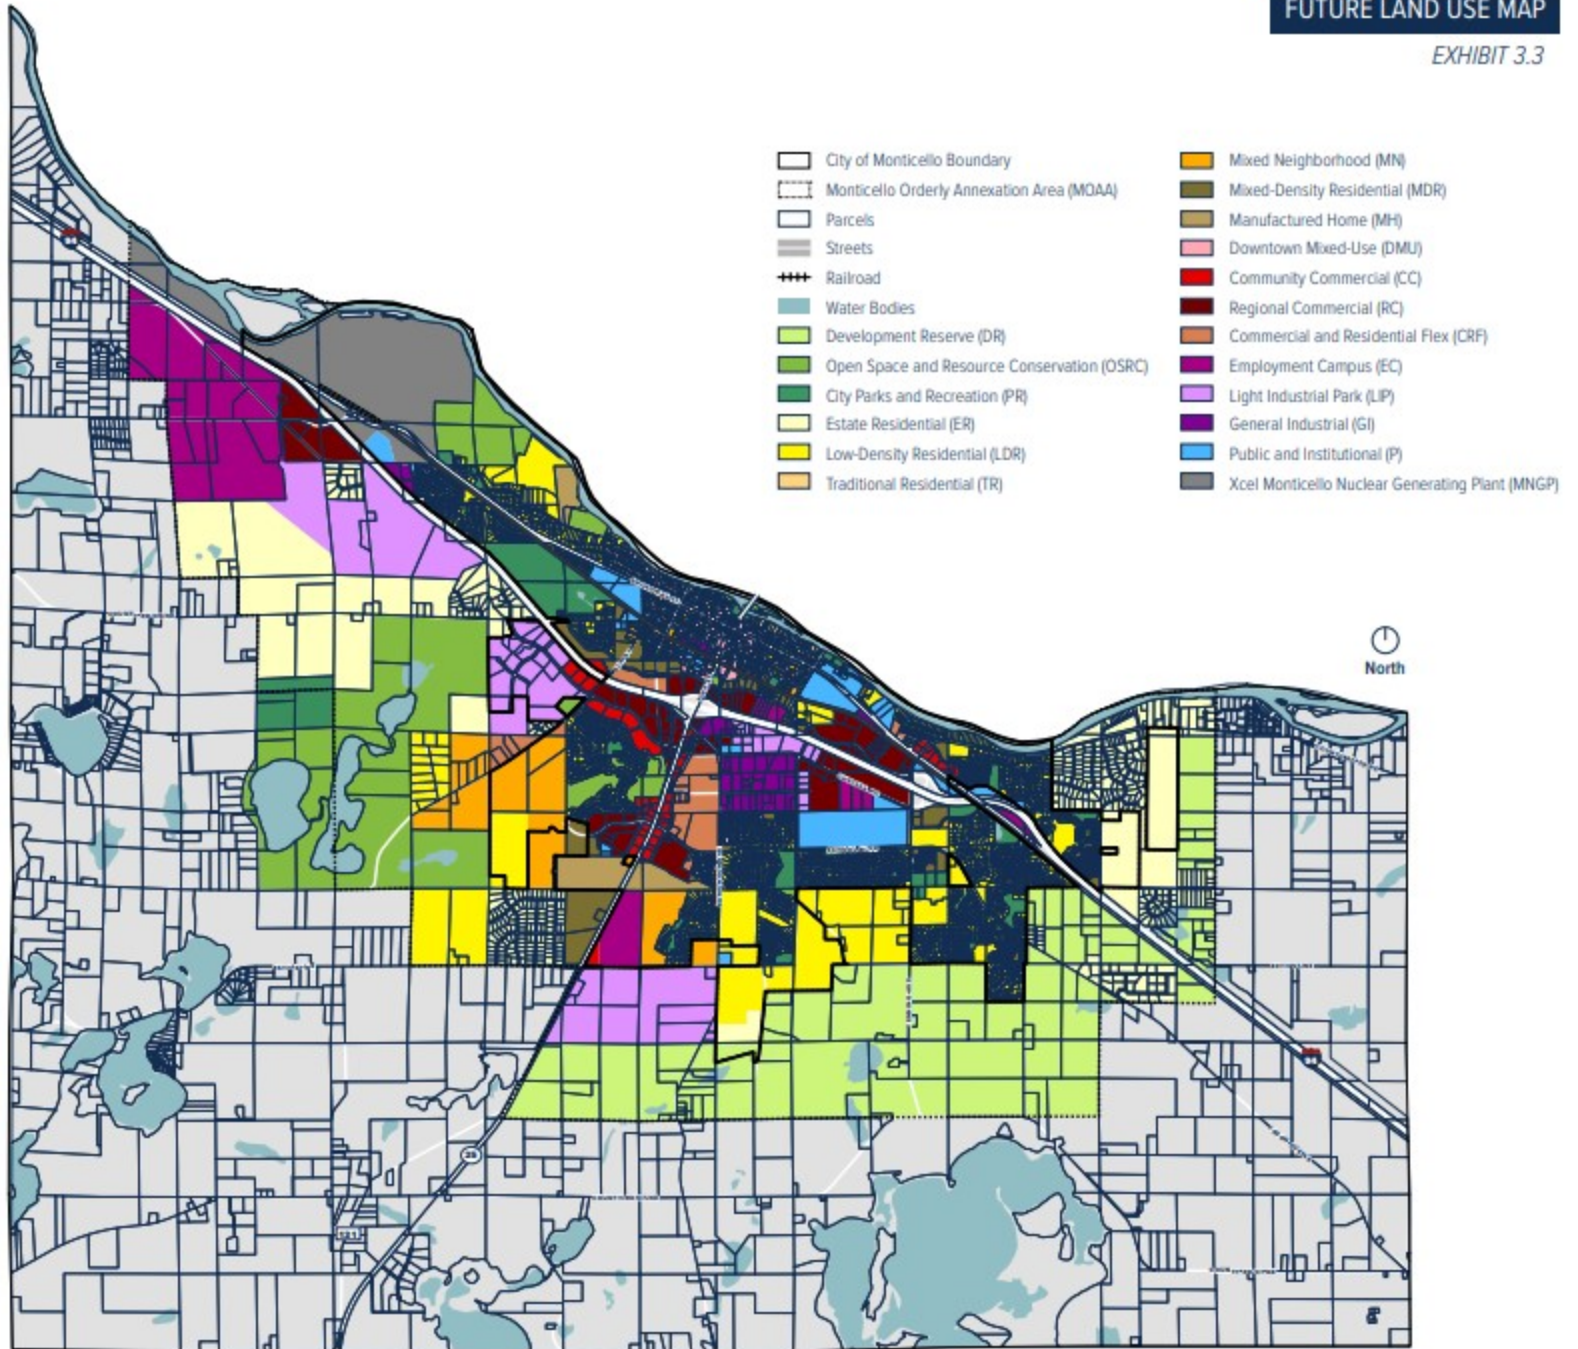 FUTURE LAND USE MAP
EXHIBIT 3.3
City of Monticello Boundary
Monticello Orderly Annexation Area (MOAA)
Parcels
Streets
Railroad
Water Bodies
Development Reserve (DR)
Open Space and Resource Conservation (OSRC)
City Parks and Recreation (PR)
Estate Residential (ER)
Low-Density Residential (LDR)
Traditional Residential (TR)
Mixed Neighborhood (MN)
Mixed-Density Residential (MDR)
Manufactured Home (MH)
Downtown Mixed-Use (DMU)
Community Commercial (CC)
Regional Commercial (RC)
Commercial and Residential Flex (CRF)
Employment Campus (EC)
Light Industrial Park (LIP)
General Industrial (GI)
Public and Institutional (P)
Xcel Monticello Nuclear Generating Plant (MNGP)
North
25